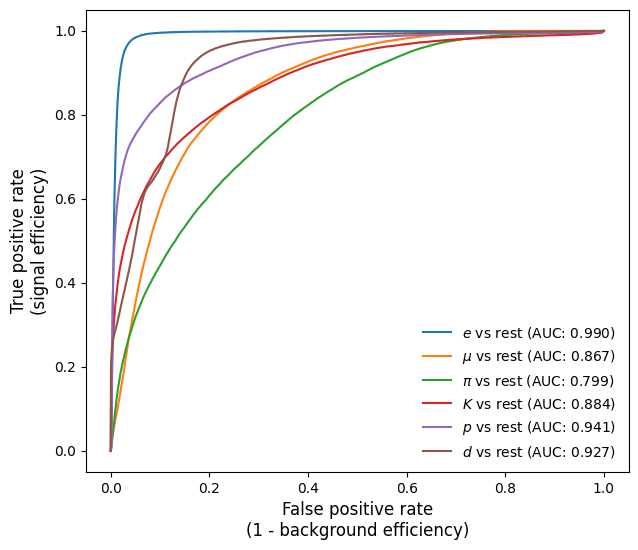 True positive rate
(signal efficiency)
1.0
0.8
0.6
0.4
0.2
0.0
e vs rest (AUC: 0.990)
μ vs rest (AUC: 0.867)
π vs rest (AUC: 0.799)
K vs rest (AUC: 0.884)
p vs rest (AUC: 0.941)
d vs rest (AUC: 0.927)
0.0 0.2 0.4 0.6 0.8 1.0
False positive rate
(1 - background efficiency)